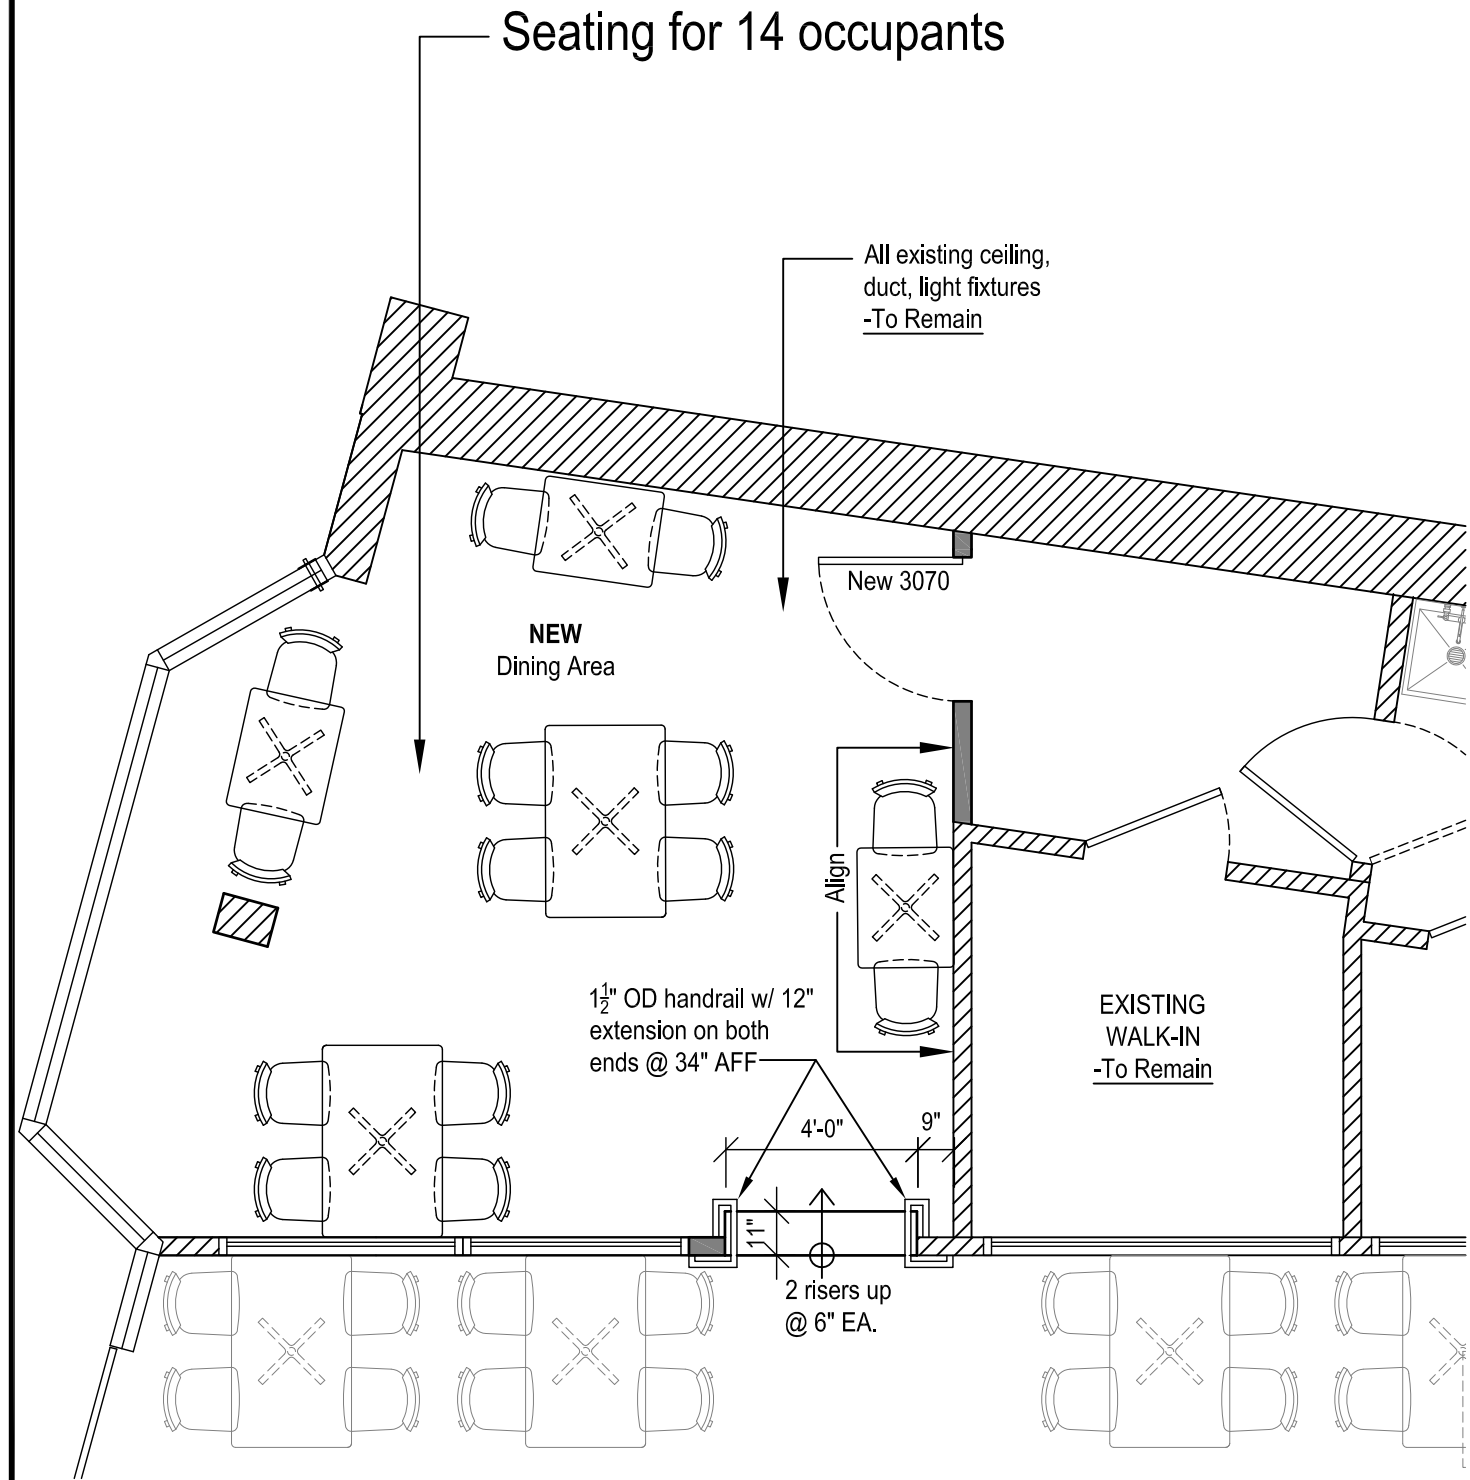 Seating for 14 occupants
All existing ceiling,
duct, light fixtures
-To Remain
New 3070
NEW
Dining Area
Align
1½" OD handrail w/ 12"
extension on both
ends @ 34" AFF
EXISTING
WALK-IN
-To Remain
4'-0"
9"
11"
2 risers up
@ 6" EA.